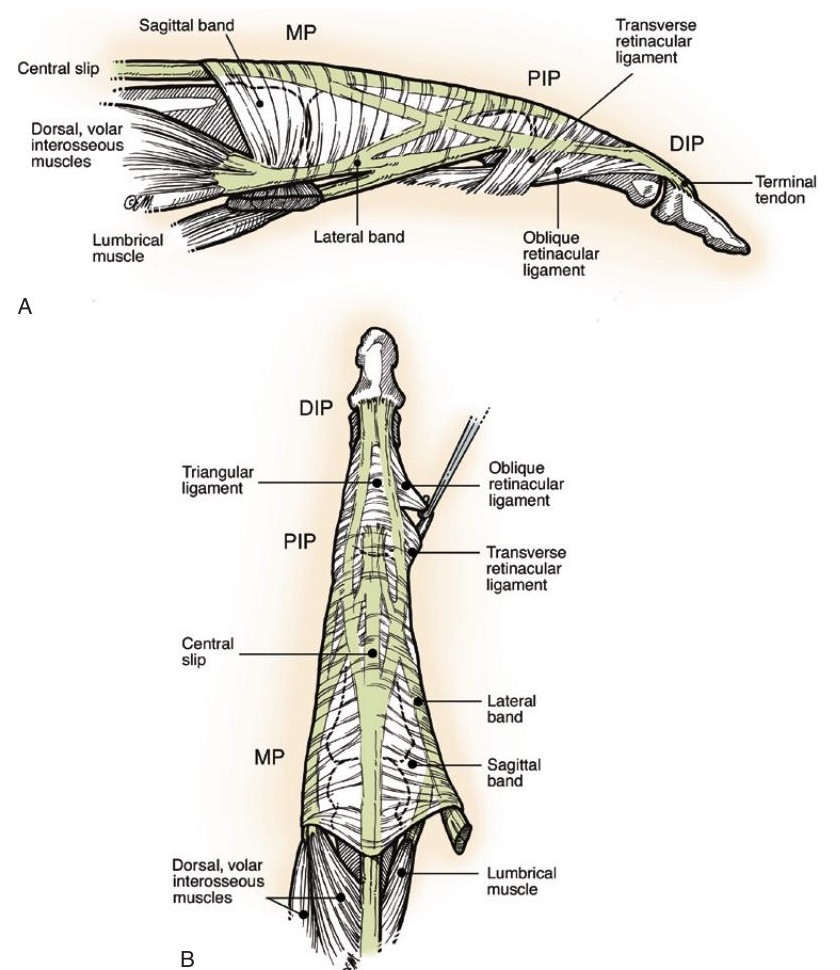 Sagittal band
MP
Transverse
retinacular
ligament
Central slip
PIP
Dorsal, volar
interosseous
muscles
DIP
Terminal
tendon
Lumbrical
muscle
Lateral band
Oblique
retinacular
ligament
A
DIP
Triangular
ligament
Oblique
retinacular
ligament
PIP
Transverse
retinacular
ligament
Central
slip
Lateral
band
MP
Sagittal
band
Dorsal, volar
interosseous
muscles
Lumbrical
muscle
B